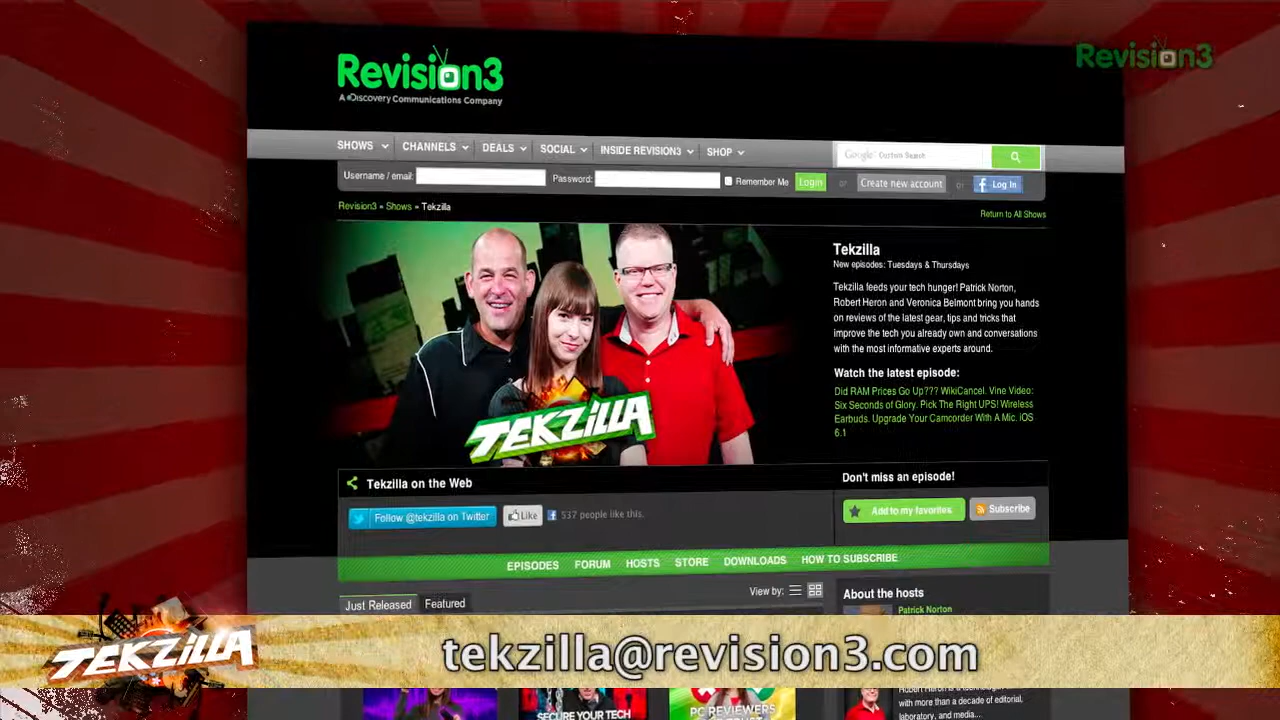 Revision3
Revision3
A Discovery Communications Company
SHOWS CHANNELS DEALS SOCIAL INSIDE REVISION3 SHOP
Google Custom Search
Username / email: Password: Remember Me Login or Create new account or f Log In
Revision3 » Shows » Tekzilla
Return to All Shows
Tekzilla
New episodes: Tuesdays & Thursdays
Tekzilla feeds your tech hunger! Patrick Norton,
Robert Heron and Veronica Belmont bring you hands
on reviews of the latest gear, tips and tricks that
improve the tech you already own and conversations
with the most informative experts around.
Watch the latest episode:
Did RAM Prices Go Up??? WikiCancel. Vine Video:
Six Seconds of Glory. Pick The Right UPS! Wireless
Earbuds. Upgrade Your Camcorder With A Mic. iOS
6.1
TEKZILLA
Tekzilla on the Web
Don't miss an episode!
Follow @tekzilla on Twitter Like f 537 people like this.
Add to my favorites Subscribe
EPISODES FORUM HOSTS STORE DOWNLOADS HOW TO SUBSCRIBE
View by:
About the hosts
Just Released Featured
Patrick Norton
TEKZILLA
tekzilla@revision3.com
SECURE YOUR TECH
PC REVIEWERS
with more than a decade of editorial,
laboratory, and media...